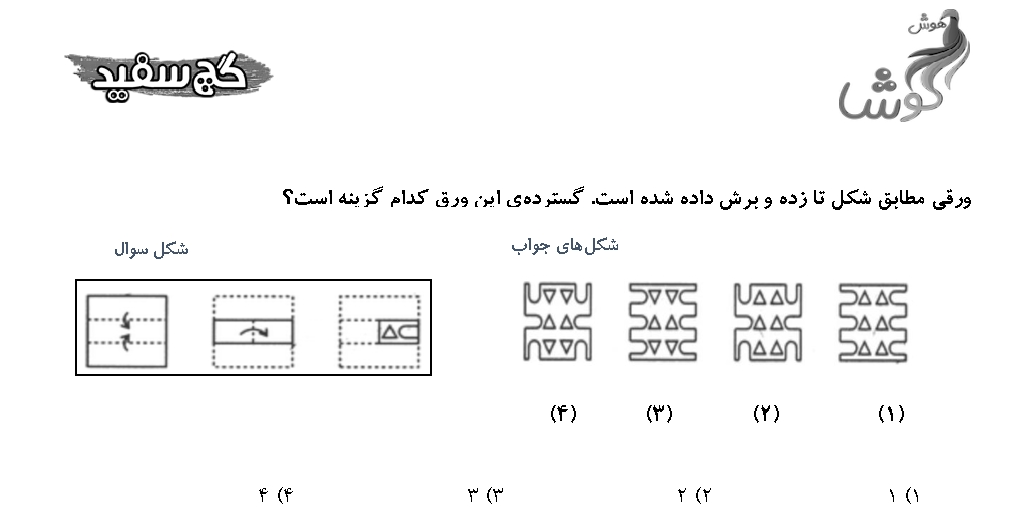 هوش
گوشا
گچ سفید
ورقی مطابق شکل تا زده و برش داده شده است. گسترده‌ی این ورق کدام گزینه است؟
شکل‌های جواب
شکل سوال
(۱) (۲) (۳) (۴)
۱) ۱ ۲) ۲ ۳) ۳ ۴) ۴